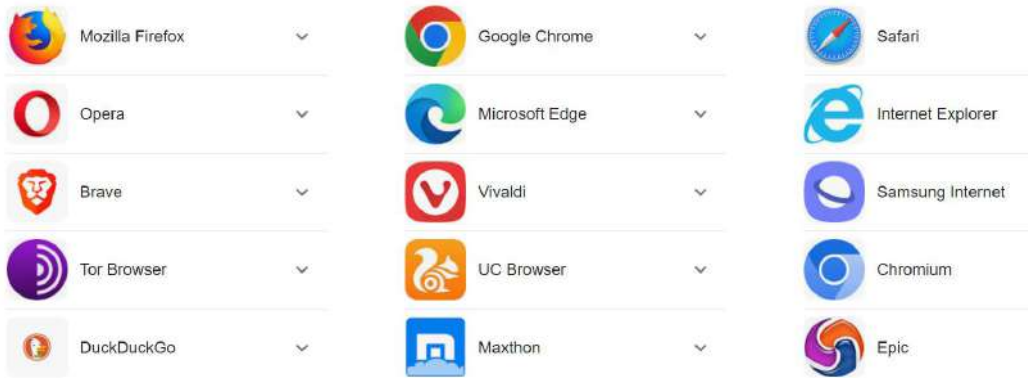 Mozilla Firefox
Google Chrome
Safari
Opera
Microsoft Edge
Internet Explorer
Brave
Vivaldi
Samsung Internet
Tor Browser
UC Browser
Chromium
DuckDuckGo
Maxthon
Epic